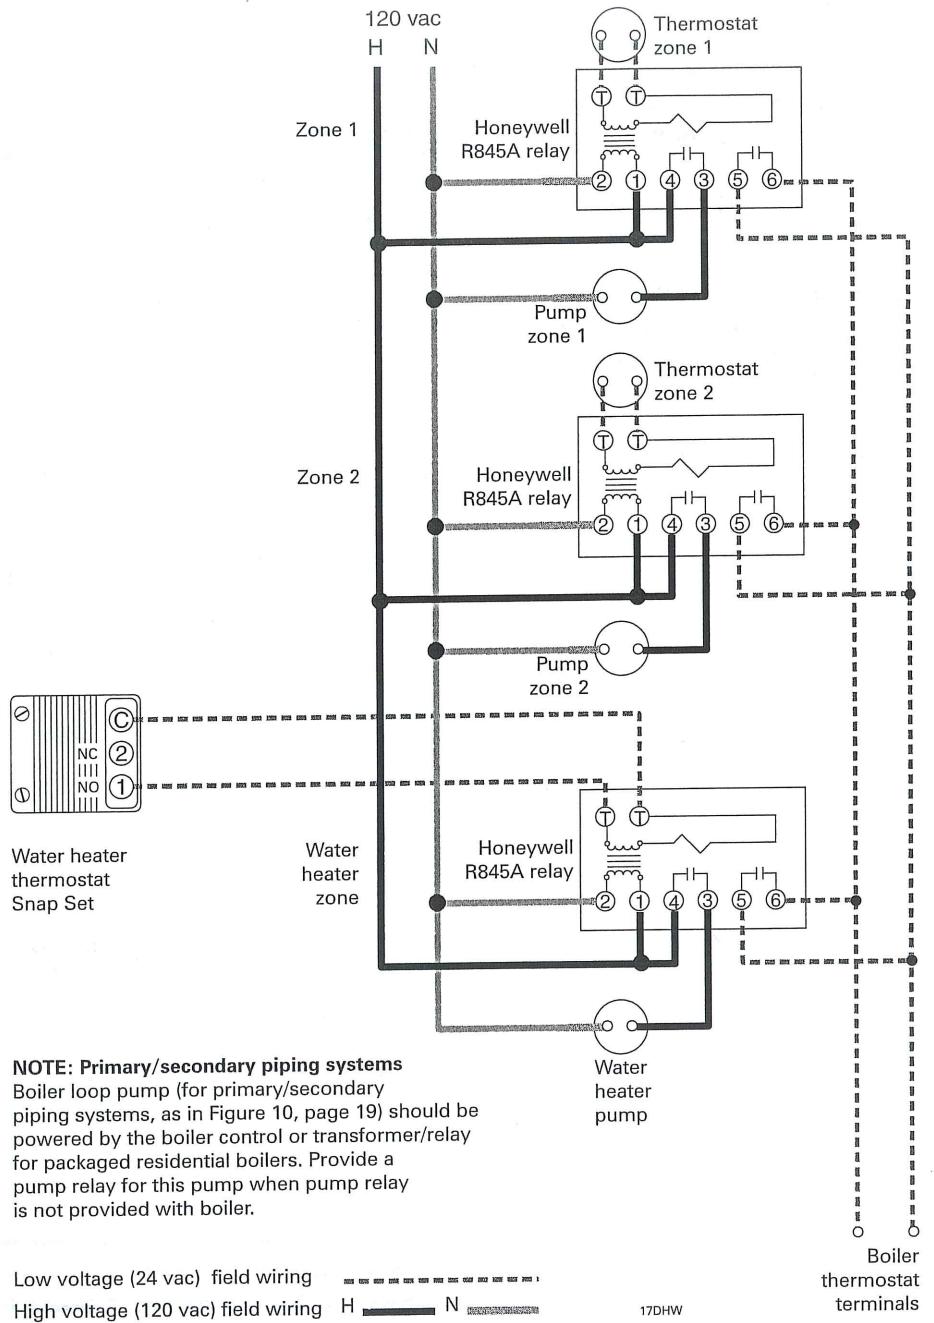 120 vac
H N
Thermostat
zone 1
Zone 1
Honeywell
R845A relay
T T
2 1 4 3 5 6
Pump
zone 1
Thermostat
zone 2
Zone 2
Honeywell
R845A relay
T T
2 1 4 3 5 6
Pump
zone 2
C
NC 2
NO 1
Water heater
thermostat
Snap Set
Water
heater
zone
Honeywell
R845A relay
T T
2 1 4 3 5 6
Water
heater
pump
NOTE: Primary/secondary piping systems
Boiler loop pump (for primary/secondary
piping systems, as in Figure 10, page 19) should be
powered by the boiler control or transformer/relay
for packaged residential boilers. Provide a
pump relay for this pump when pump relay
is not provided with boiler.
Boiler
thermostat
terminals
Low voltage (24 vac) field wiring
High voltage (120 vac) field wiring H N
17DHW